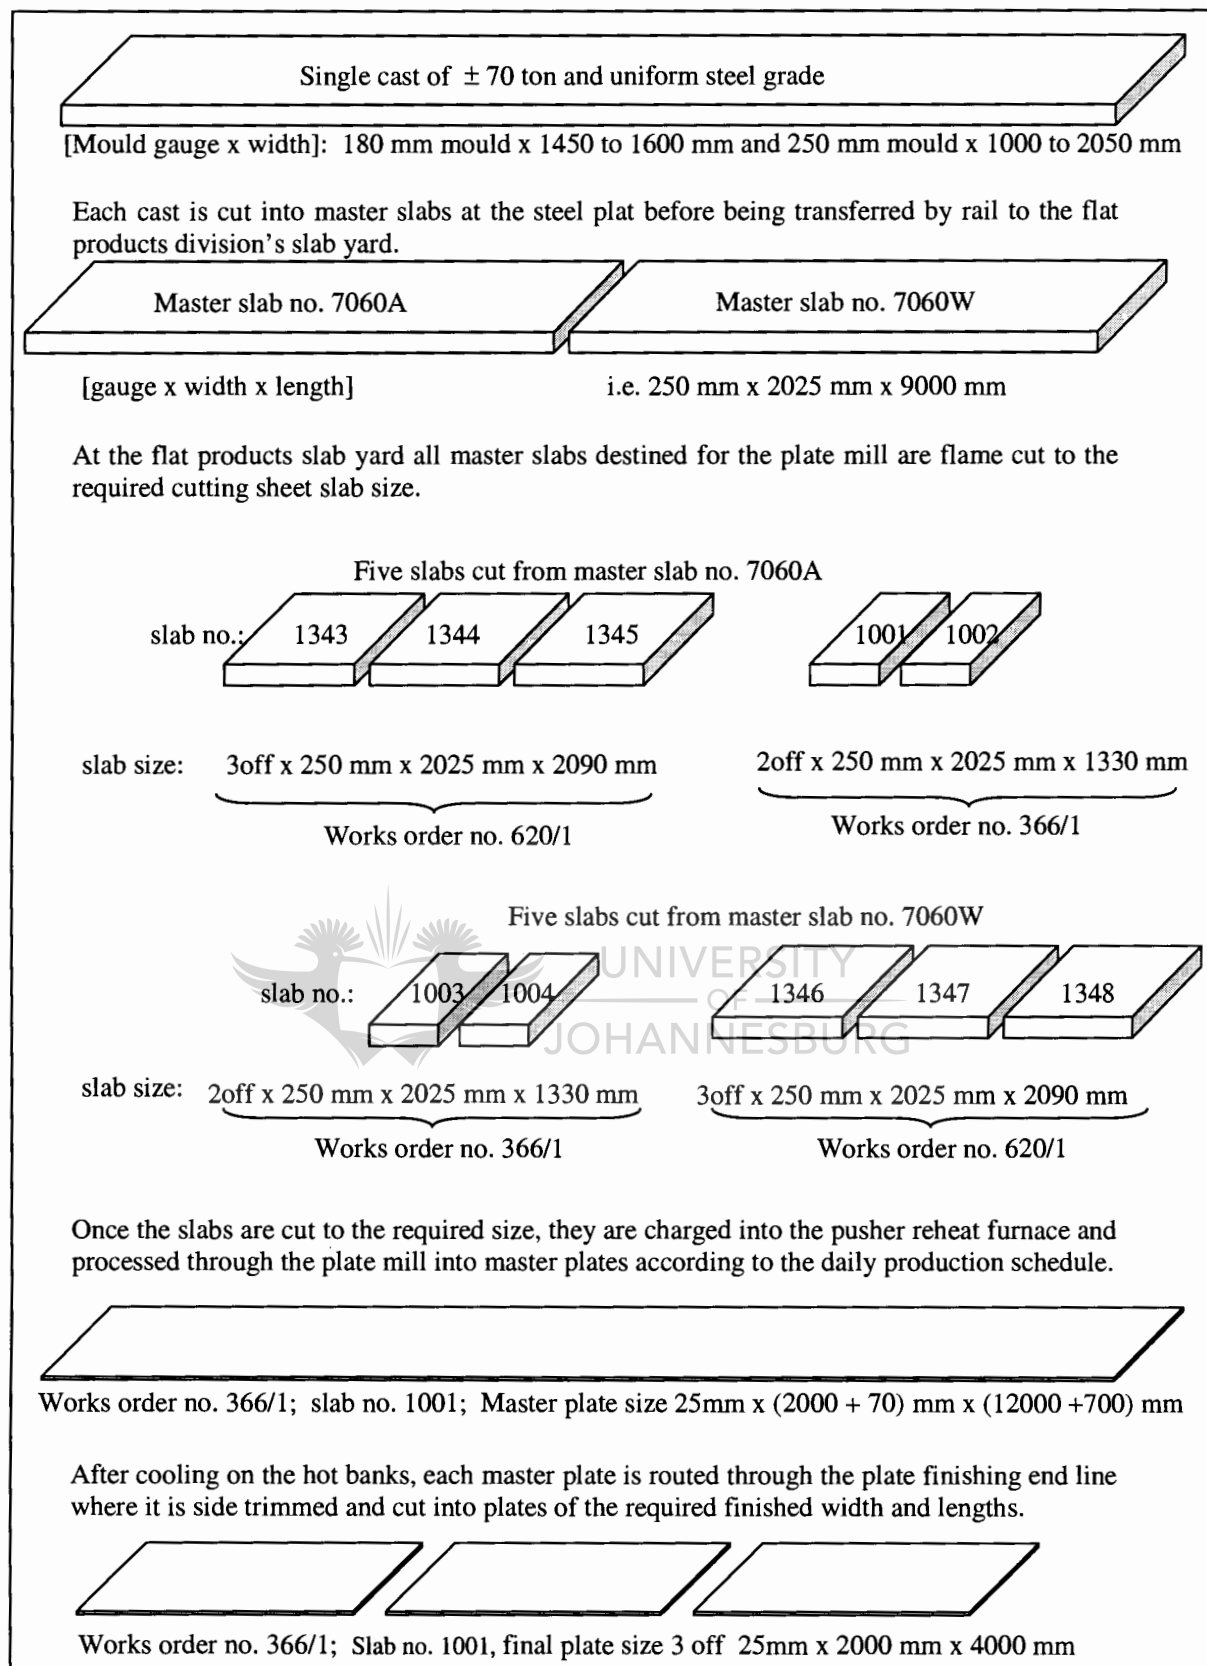 Single cast of ± 70 ton and uniform steel grade
[Mould gauge x width]: 180 mm mould x 1450 to 1600 mm and 250 mm mould x 1000 to 2050 mm
Each cast is cut into master slabs at the steel plat before being transferred by rail to the flat
products division's slab yard.
Master slab no. 7060A Master slab no. 7060W
[gauge x width x length] i.e. 250 mm x 2025 mm x 9000 mm
At the flat products slab yard all master slabs destined for the plate mill are flame cut to the
required cutting sheet slab size.
Five slabs cut from master slab no. 7060A
slab no.: 1343 1344 1345 1001 1002
slab size: 3off x 250 mm x 2025 mm x 2090 mm 2off x 250 mm x 2025 mm x 1330 mm
Works order no. 620/1 Works order no. 366/1
Five slabs cut from master slab no. 7060W
UNIVERSITY
slab no.: 1003 1004 OF 1346 1347 1348
JOHANNESBURG
slab size: 2off x 250 mm x 2025 mm x 1330 mm 3off x 250 mm x 2025 mm x 2090 mm
Works order no. 366/1 Works order no. 620/1
Once the slabs are cut to the required size, they are charged into the pusher reheat furnace and
processed through the plate mill into master plates according to the daily production schedule.
Works order no. 366/1; slab no. 1001; Master plate size 25mm x (2000 + 70) mm x (12000 +700) mm
After cooling on the hot banks, each master plate is routed through the plate finishing end line
where it is side trimmed and cut into plates of the required finished width and lengths.
Works order no. 366/1; Slab no. 1001, final plate size 3 off 25mm x 2000 mm x 4000 mm